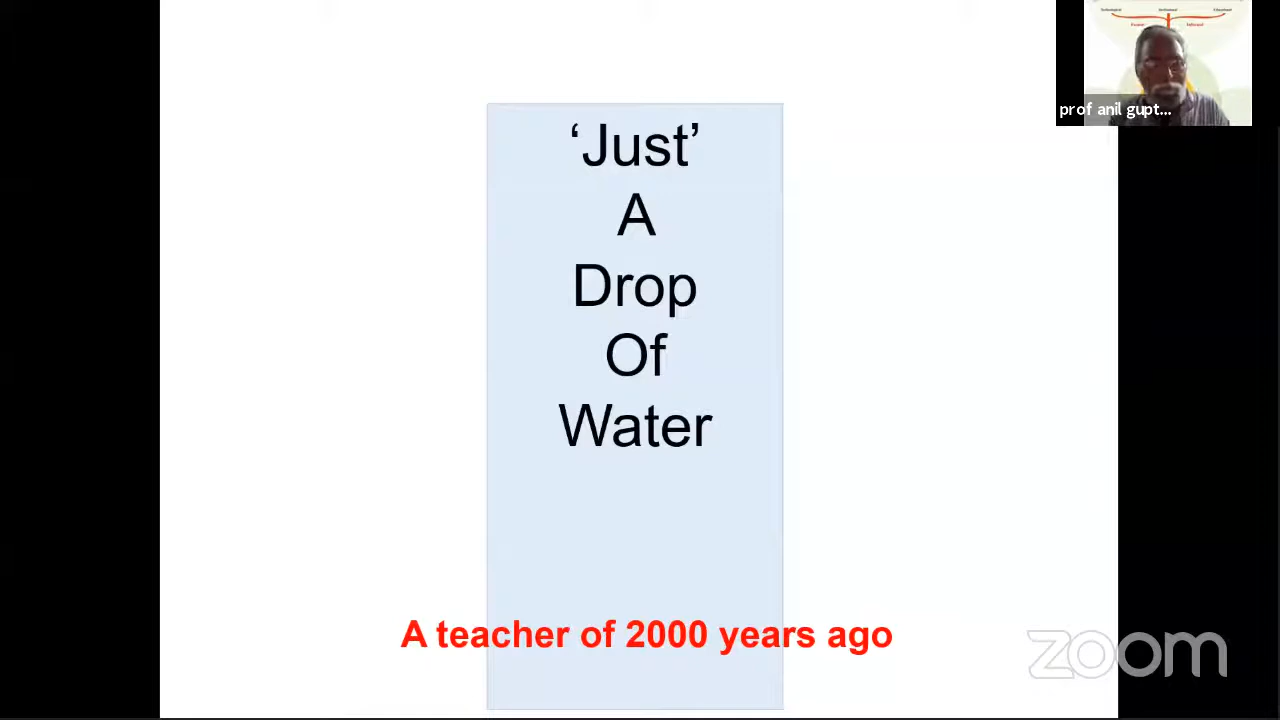 prof anil gupt...
‘Just’
A
Drop
Of
Water
A teacher of 2000 years ago
zoom